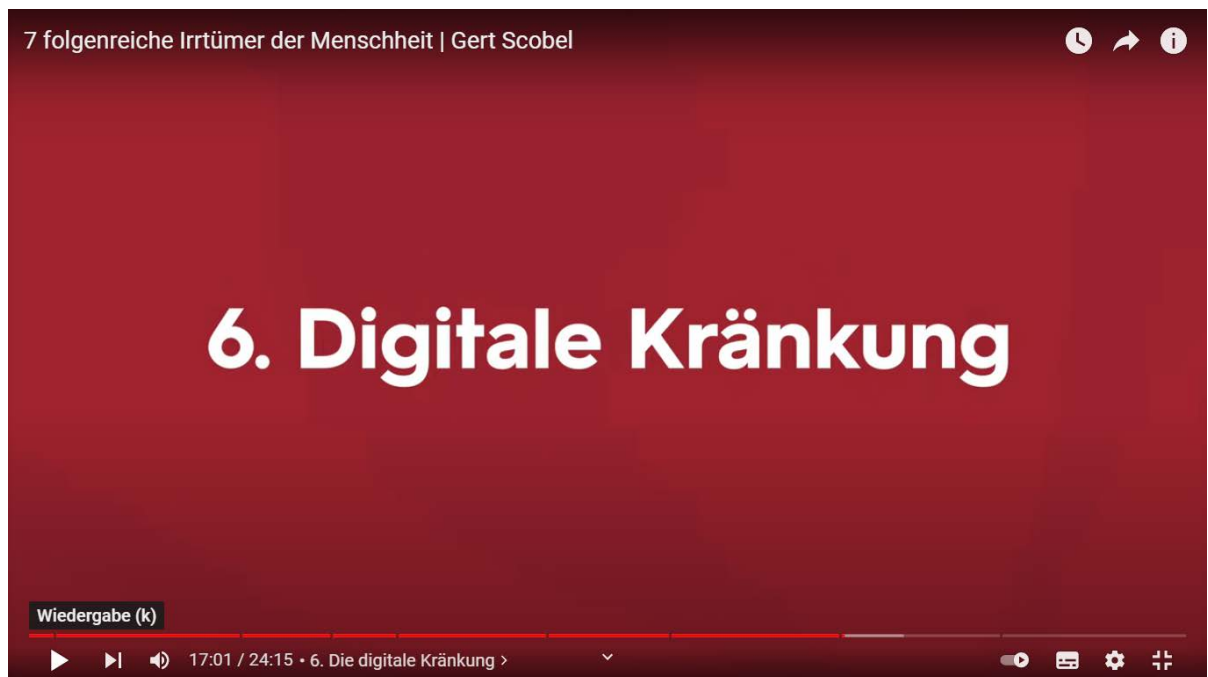 7 folgenreiche Irrtümer der Menschheit | Gert Scobel
6. Digitale Kränkung
Wiedergabe (k)
17:01 / 24:15 • 6. Die digitale Kränkung >